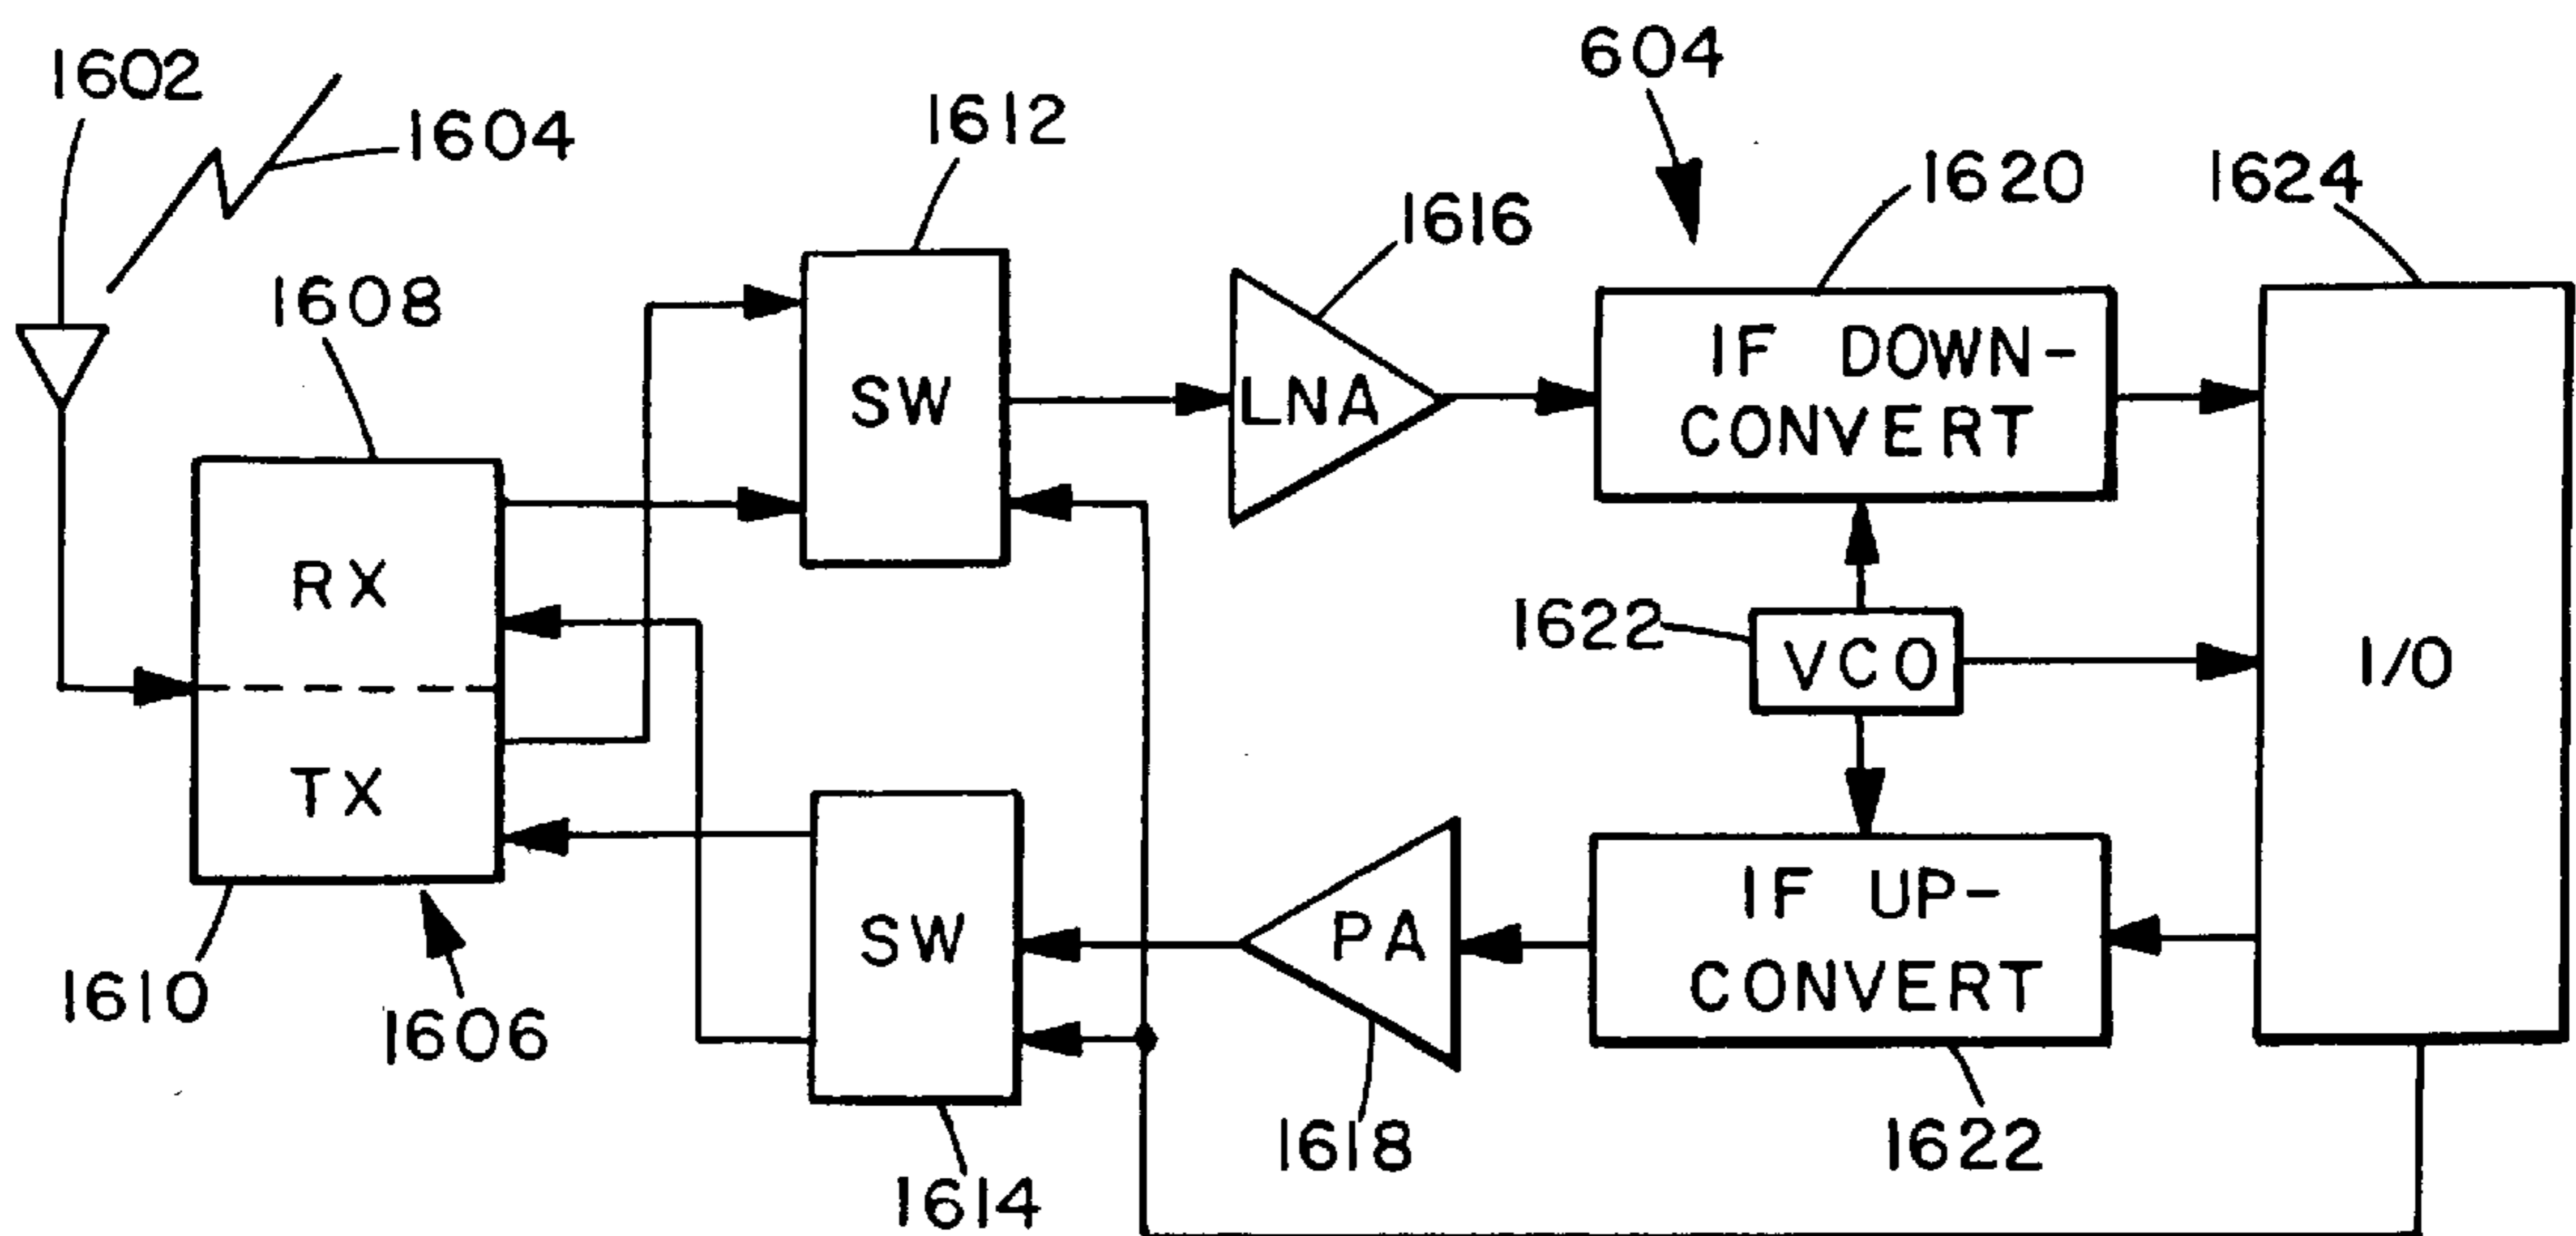 1602
1604
1612
604
1608
1616
1620
1624
SW
LNA
IF DOWN-
CONVERT
RX
1622
VCO
I/O
TX
SW
PA
IF UP-
CONVERT
1610
1606
1614
1618
1622